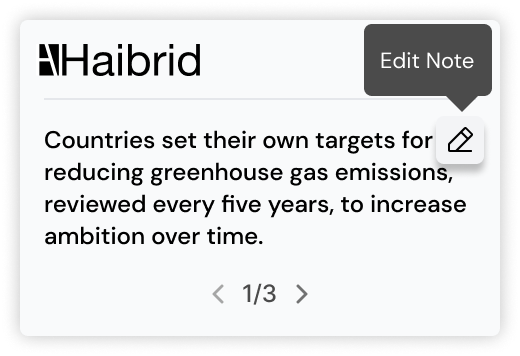 Haibrid
Edit Note
Countries set their own targets for
reducing greenhouse gas emissions,
reviewed every five years, to increase
ambition over time.
1/3